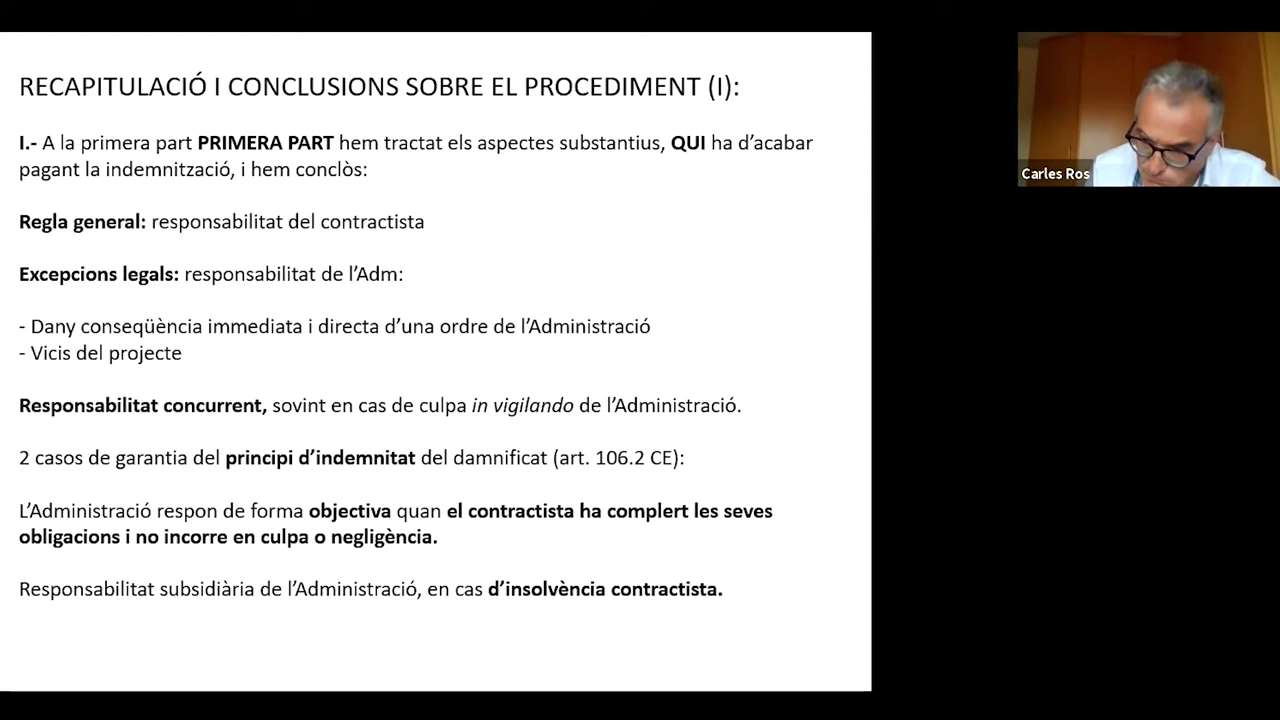 RECAPITULACIÓ I CONCLUSIONS SOBRE EL PROCEDIMENT (I):
I.- A la primera part PRIMERA PART hem tractat els aspectes substantius, QUI ha d'acabar
pagant la indemnització, i hem conclòs:
Regla general: responsabilitat del contractista
Excepcions legals: responsabilitat de l'Adm:
- Dany conseqüència immediata i directa d'una ordre de l'Administració
- Vicis del projecte
Responsabilitat concurrent, sovint en cas de culpa in vigilando de l'Administració.
2 casos de garantia del principi d'indemnitat del damnificat (art. 106.2 CE):
L'Administració respon de forma objectiva quan el contractista ha complert les seves
obligacions i no incorre en culpa o negligència.
Responsabilitat subsidiària de l'Administració, en cas d'insolvència contractista.
Carles Ros